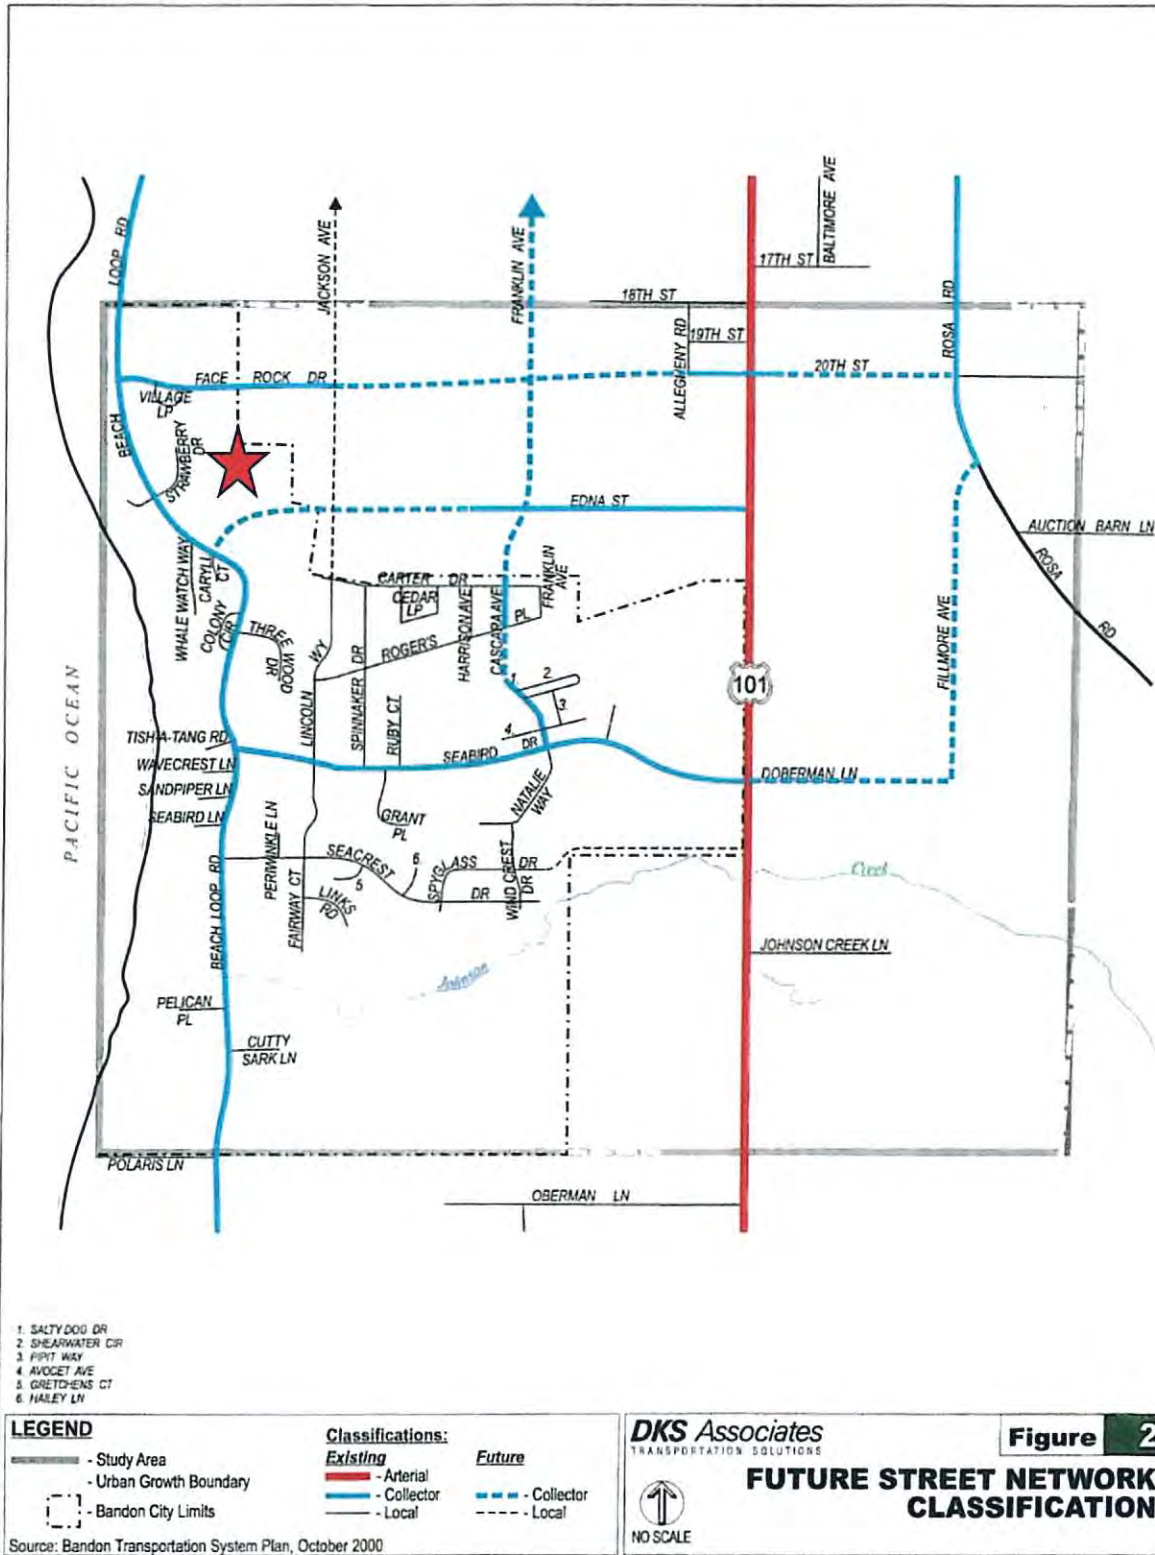 LOOP RD
JACKSON AVE
FRANKLIN AVE
BALTIMORE AVE
17TH ST
18TH ST
ALLEGHENY RD
19TH ST
ROSA RD
FACE ROCK DR
20TH ST
VILLAGE
LP
BEACH
STRAWBERRY
DR
EDNA ST
AUCTION BARN LN
ROSA RD
WHALE WATCH WAY
CARYLL
CT
COLONY
CIR
THREE
WOOD
DR
CARTER DR
CEDAR
LP
HARRISON AVE
CASCARA AVE
FRANKLIN
AVE
ROGER'S PL
LINCOLN WY
SPINNAKER DR
RUBY CT
FILLMORE AVE
101
1.
2.
3.
4.
PACIFIC OCEAN
TISH-A-TANG RD
WAVECREST LN
SANDPIPER LN
SEABIRD LN
SEABIRD DR
DOBERMAN LN
NATALIE
WAY
GRANT
PL
PERIWINKLE LN
SEACREST DR
6.
5
SPYGLASS DR
WIND CREST
DR
LINKS
RD
FAIRWAY CT
BEACH LOOP RD
Johnson Creek
JOHNSON CREEK LN
PELICAN
PL
CUTTY
SARK LN
POLARIS LN
OBERMAN LN
1. SALTY DOG DR
2. SHEARWATER CIR
3. PIPIT WAY
4. AVOCET AVE
5. GRETCHENS CT
6. HAILEY LN
LEGEND
- Study Area
- Urban Growth Boundary
- Bandon City Limits
Classifications:
Existing Future
- Arterial
- Collector - Collector
- Local - Local
Source: Bandon Transportation System Plan, October 2000
DKS Associates
TRANSPORTATION SOLUTIONS
NO SCALE
Figure 2
FUTURE STREET NETWORK
CLASSIFICATION